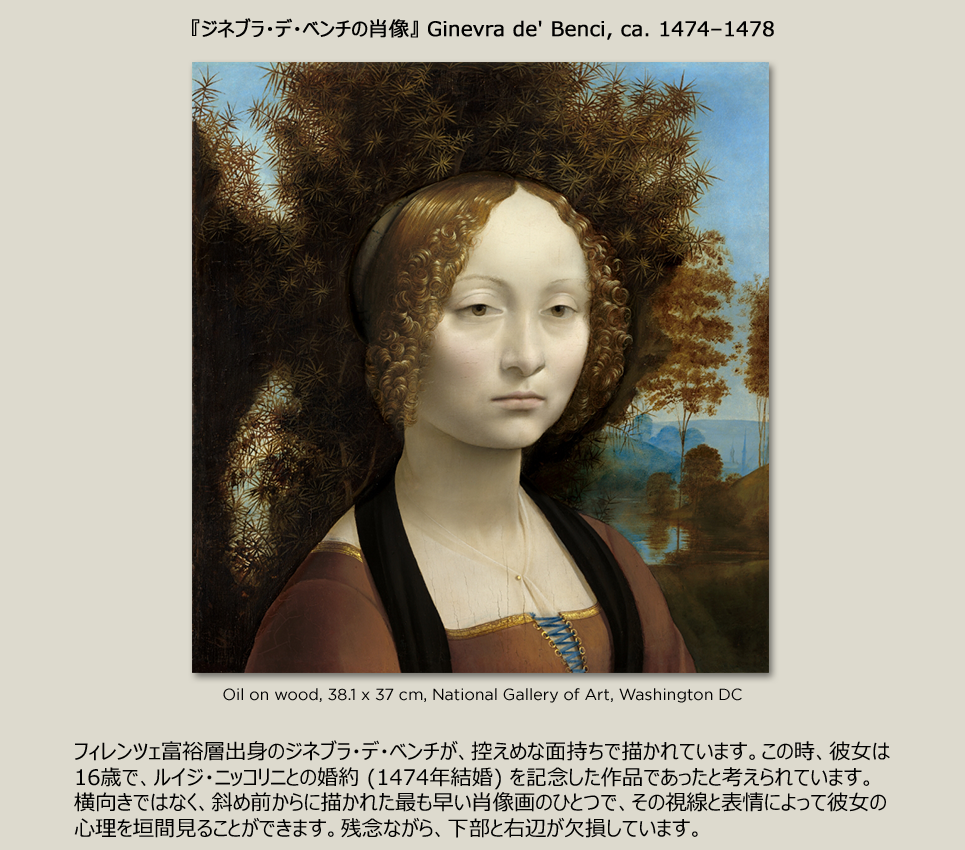 『ジネブラ・デ・ベンチの肖像』 Ginevra de' Benci, ca. 1474–1478
Oil on wood, 38.1 x 37 cm, National Gallery of Art, Washington DC
フィレンツェ富裕層出身のジネブラ・デ・ベンチが、控えめな面持ちで描かれています。この時、彼女は
16歳で、ルイジ・ニッコリニとの婚約 (1474年結婚) を記念した作品であったと考えられています。
横向きではなく、斜め前からに描かれた最も早い肖像画のひとつで、その視線と表情によって彼女の
心理を垣間見ることができます。残念ながら、下部と右辺が欠損しています。